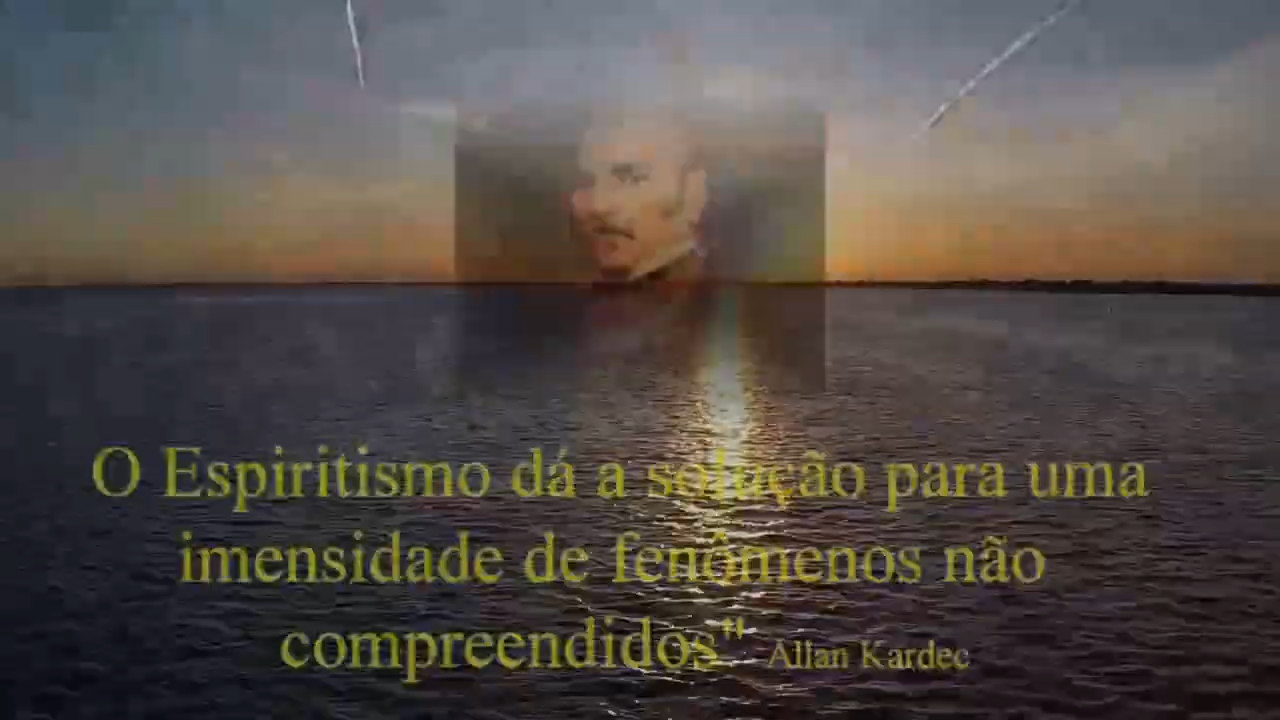 O Espiritismo dá a solução para uma
imensidade de fenômenos não
compreendidos" Allan Kardec